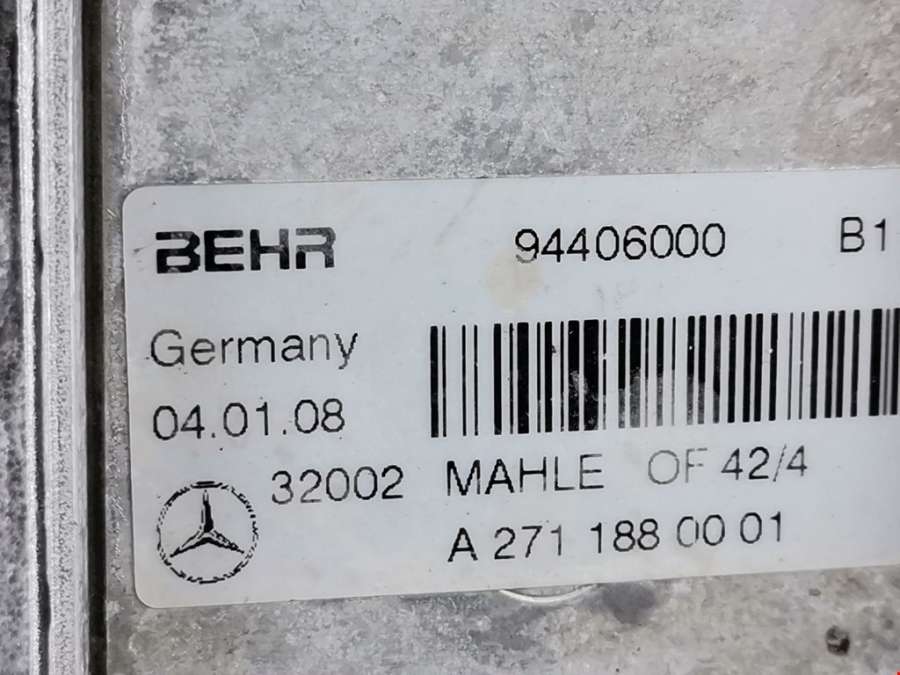 BEHR 94406000 B1
Germany
04.01.08
32002 MAHLE OF 42/4
A 271 188 00 01